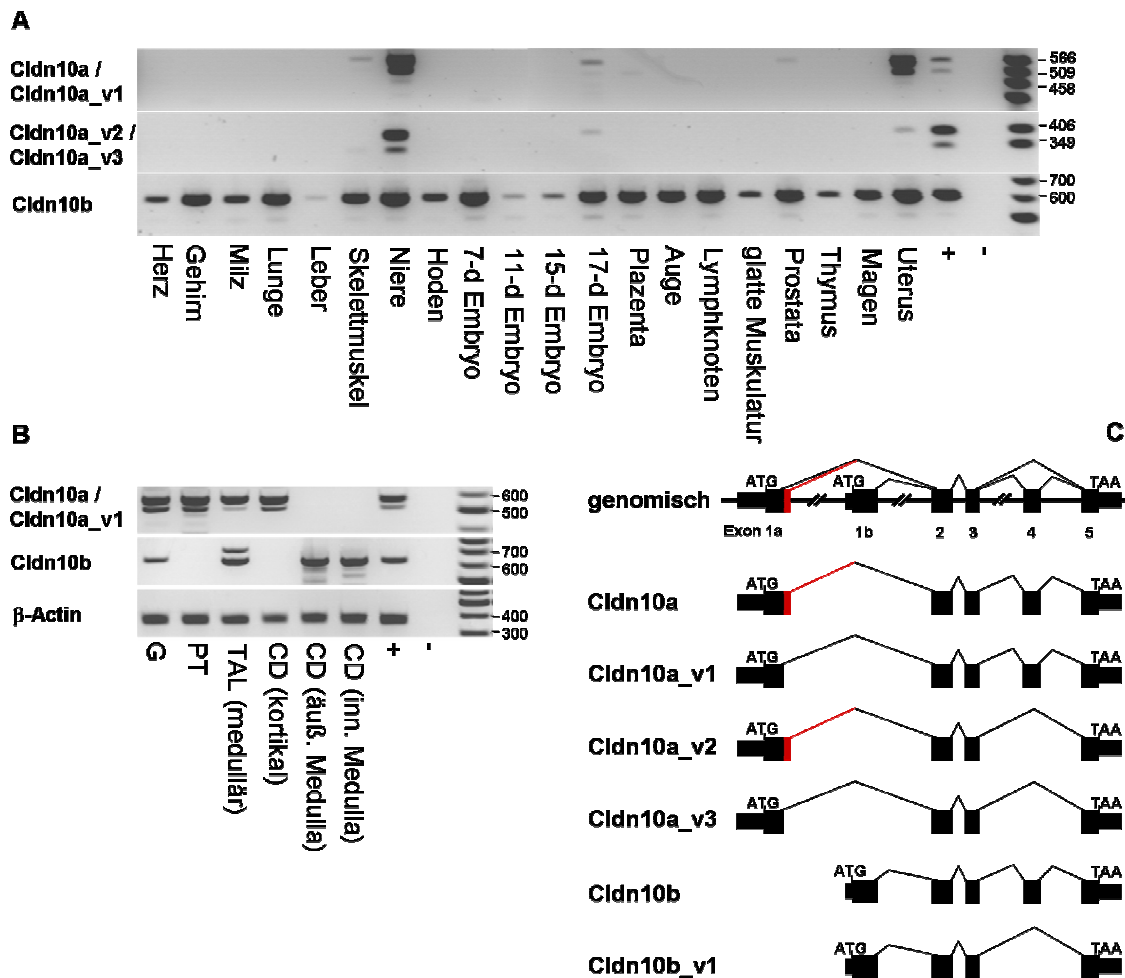 A
Cldn10a /
Cldn10a_v1
566
509
458
Cldn10a_v2 /
Cldn10a_v3
406
349
Cldn10b
700
600
Herz
Gehirn
Milz
Lunge
Leber
Skelettmuskel
Niere
Hoden
7-d Embryo
11-d Embryo
15-d Embryo
17-d Embryo
Plazenta
Auge
Lymphknoten
glatte Muskulatur
Prostata
Thymus
Magen
Uterus
+
-
B
Cldn10a /
Cldn10a_v1
600
500
Cldn10b
700
600
β-Actin
400
300
G
PT
TAL (medullär)
CD (kortikal)
CD (äuß. Medulla)
CD (inn. Medulla)
+
-
C
genomisch
ATG
ATG
TAA
Exon 1a
1b
2
3
4
5
Cldn10a
ATG
TAA
Cldn10a_v1
ATG
TAA
Cldn10a_v2
ATG
TAA
Cldn10a_v3
ATG
TAA
Cldn10b
ATG
TAA
Cldn10b_v1
ATG
TAA